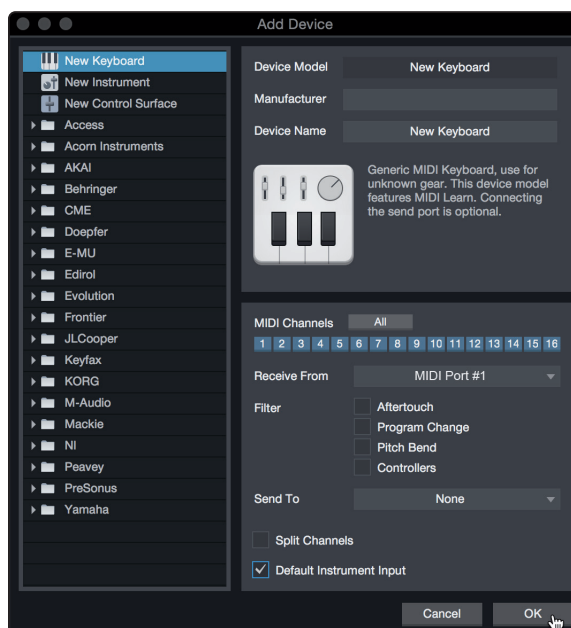 Add Device
New Keyboard
New Instrument
New Control Surface
Access
Acorn Instruments
AKAI
Behringer
CME
Doepfer
E-MU
Edirol
Evolution
Frontier
JLCooper
Keyfax
KORG
M-Audio
Mackie
NI
Peavey
PreSonus
Yamaha
Device Model New Keyboard
Manufacturer
Device Name New Keyboard
Generic MIDI Keyboard, use for
unknown gear. This device model
features MIDI Learn. Connecting
the send port is optional.
MIDI Channels All
1 2 3 4 5 6 7 8 9 10 11 12 13 14 15 16
Receive From MIDI Port #1
Filter Aftertouch
Program Change
Pitch Bend
Controllers
Send To None
Split Channels
Default Instrument Input
Cancel OK